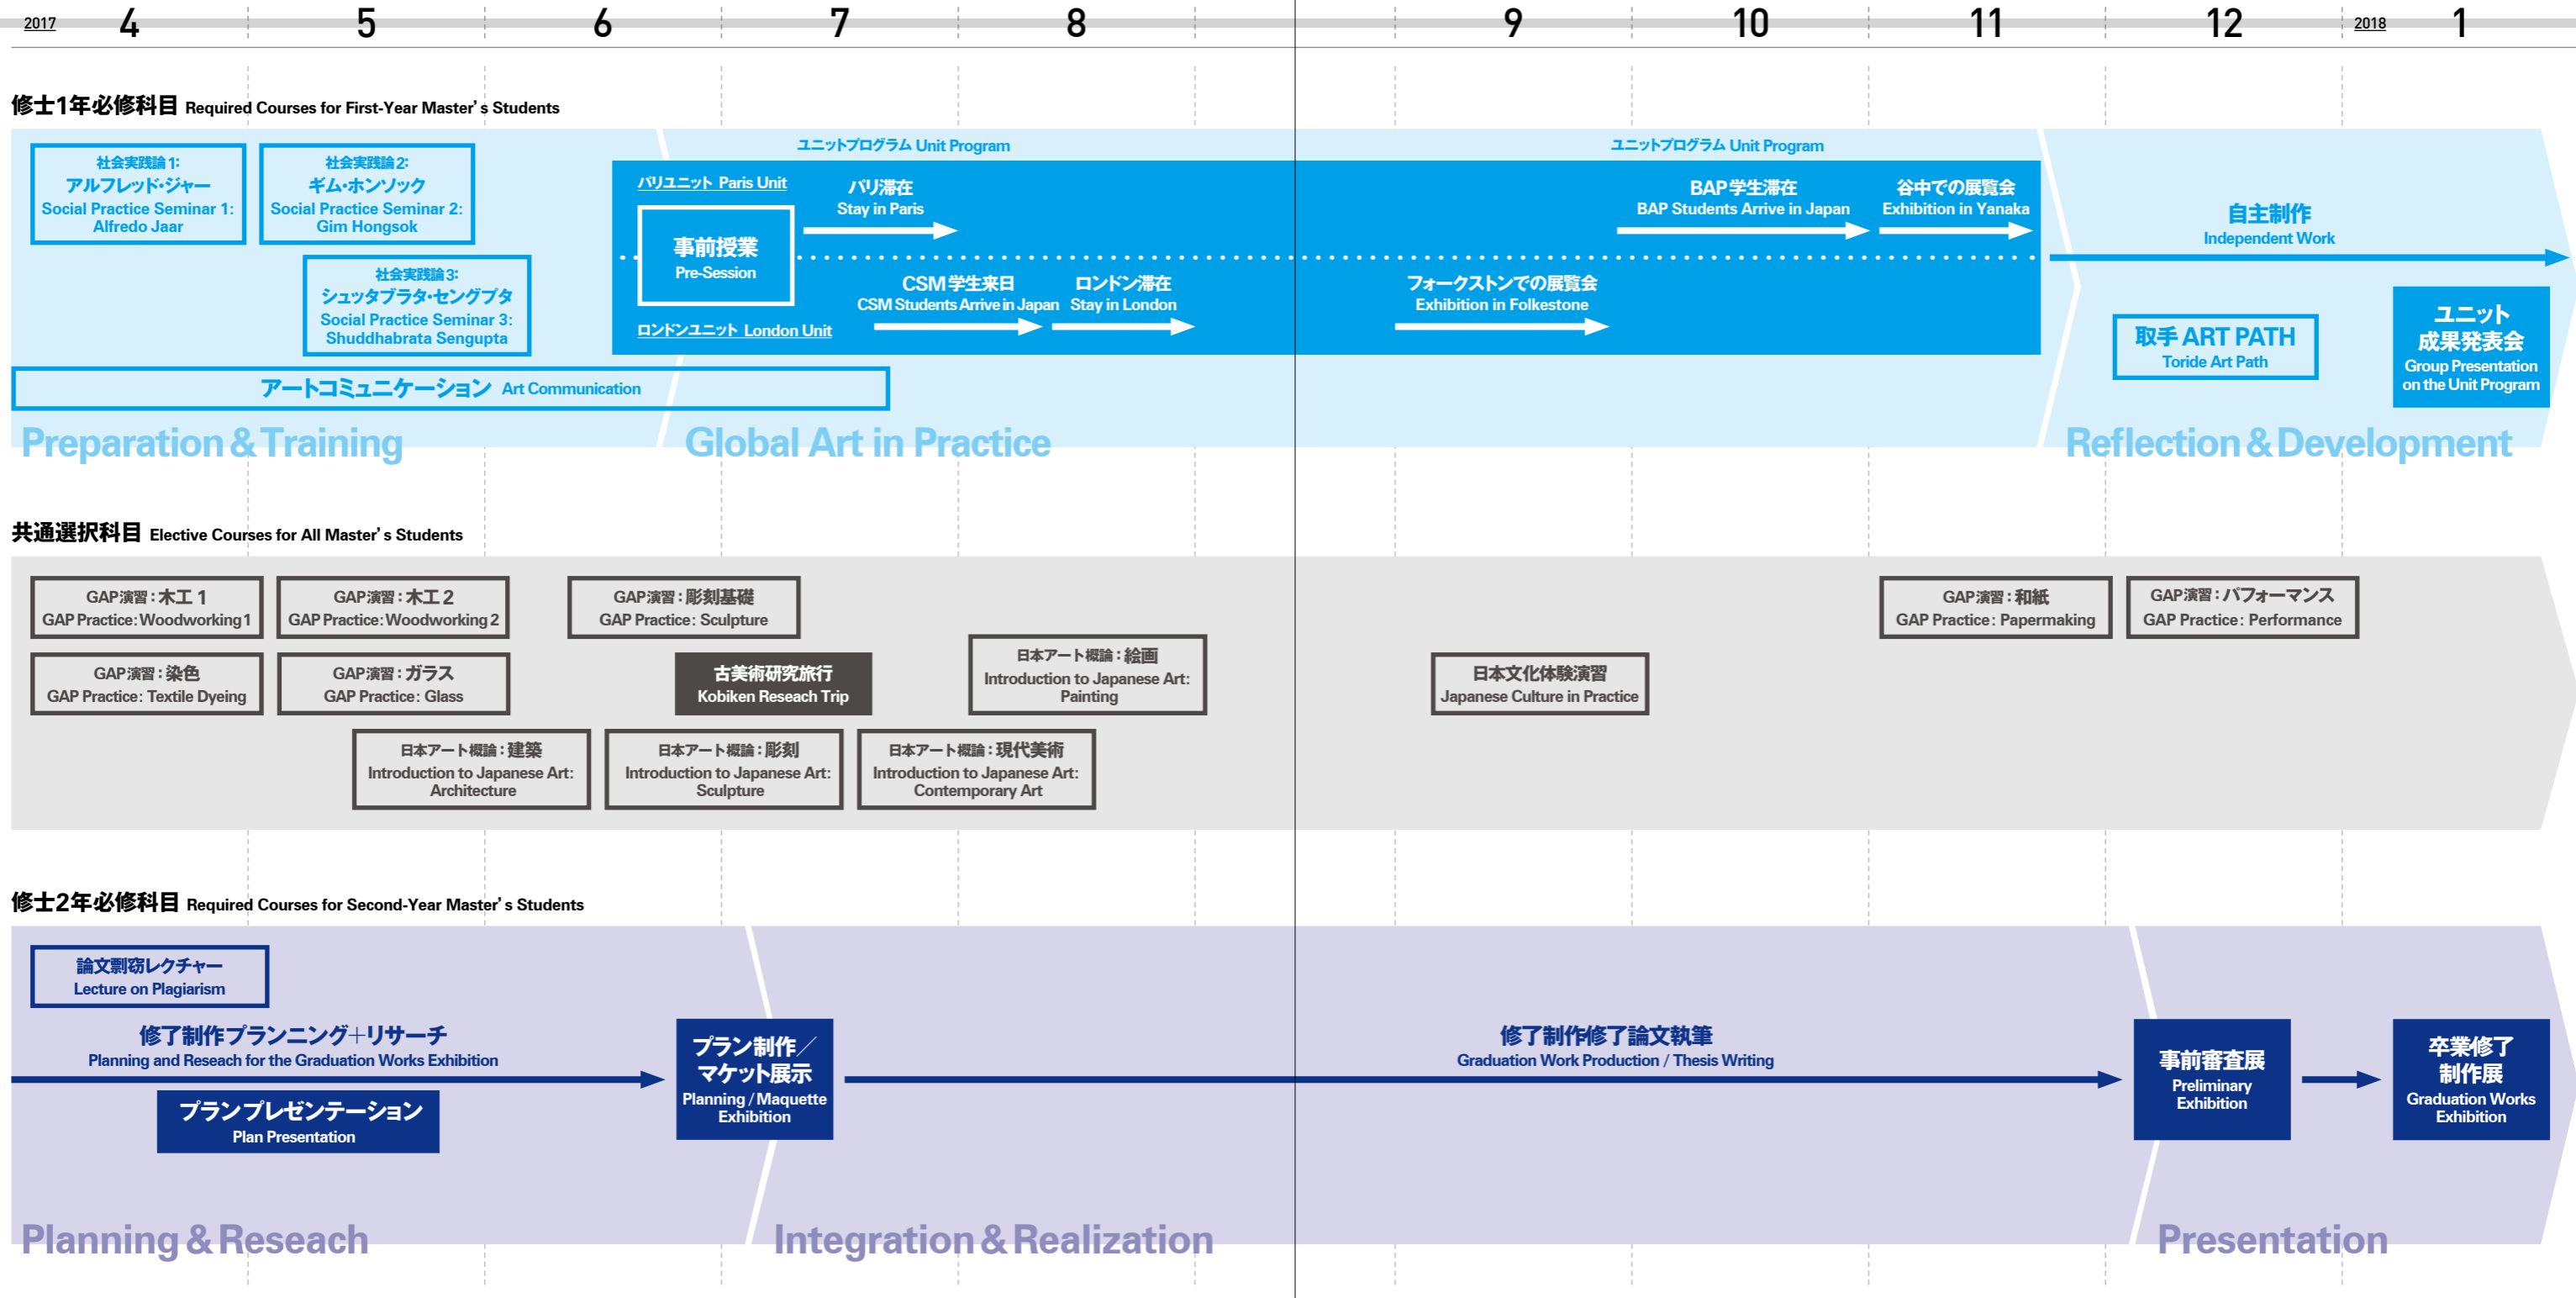 2017 4 5 6 7 8 9 10 11 12 2018 1
修士1年必修科目 Required Courses for First-Year Master's Students
社会実践論1:
アルフレッド・ジャー
Social Practice Seminar 1:
Alfredo Jaar
社会実践論2:
ギム・ホンソック
Social Practice Seminar 2:
Gim Hongsok
社会実践論3:
シュッタブラタ・セングプタ
Social Practice Seminar 3:
Shuddhabrata Sengupta
アートコミュニケーション Art Communication
ユニットプログラム Unit Program
パリユニット Paris Unit
事前授業
Pre-Session
ロンドンユニット London Unit
パリ滞在
Stay in Paris
CSM学生来日
CSM Students Arrive in Japan
ロンドン滞在
Stay in London
ユニットプログラム Unit Program
BAP学生滞在
BAP Students Arrive in Japan
谷中での展覧会
Exhibition in Yanaka
フォークストンでの展覧会
Exhibition in Folkestone
自主制作
Independent Work
取手 ART PATH
Toride Art Path
ユニット
成果発表会
Group Presentation
on the Unit Program
Preparation & Training
Global Art in Practice
Reflection & Development
共通選択科目 Elective Courses for All Master's Students
GAP演習:木工 1
GAP Practice: Woodworking 1
GAP演習:木工 2
GAP Practice: Woodworking 2
GAP演習:彫刻基礎
GAP Practice: Sculpture
GAP演習:和紙
GAP Practice: Papermaking
GAP演習:パフォーマンス
GAP Practice: Performance
GAP演習:染色
GAP Practice: Textile Dyeing
GAP演習:ガラス
GAP Practice: Glass
古美術研究旅行
Kobiken Reseach Trip
日本アート概論:絵画
Introduction to Japanese Art:
Painting
日本文化体験演習
Japanese Culture in Practice
日本アート概論:建築
Introduction to Japanese Art:
Architecture
日本アート概論:彫刻
Introduction to Japanese Art:
Sculpture
日本アート概論:現代美術
Introduction to Japanese Art:
Contemporary Art
修士2年必修科目 Required Courses for Second-Year Master's Students
論文剽窃レクチャー
Lecture on Plagiarism
修了制作プランニング+リサーチ
Planning and Reseach for the Graduation Works Exhibition
プランプレゼンテーション
Plan Presentation
プラン制作/
マケット展示
Planning / Maquette
Exhibition
修了制作修了論文執筆
Graduation Work Production / Thesis Writing
事前審査展
Preliminary
Exhibition
卒業修了
制作展
Graduation Works
Exhibition
Planning & Reseach
Integration & Realization
Presentation